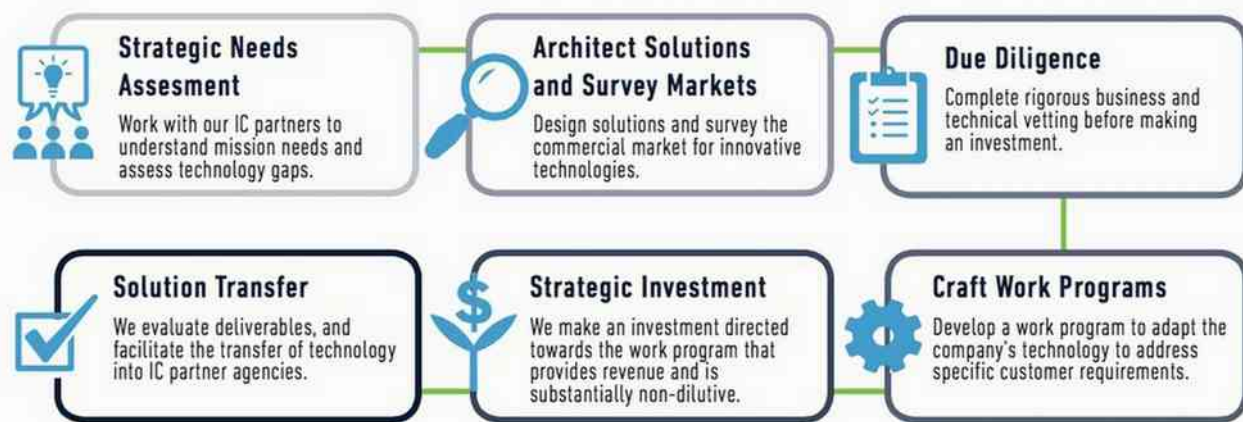 Strategic Needs
Assesment
Work with our IC partners to
understand mission needs and
assess technology gaps.
Architect Solutions
and Survey Markets
Design solutions and survey the
commercial market for innovative
technologies.
Due Diligence
Complete rigorous business and
technical vetting before making
an investment.
Solution Transfer
We evaluate deliverables, and
facilitate the transfer of technology
into IC partner agencies.
$
Strategic Investment
We make an investment directed
towards the work program that
provides revenue and is
substantially non-dilutive.
Craft Work Programs
Develop a work program to adapt the
company's technology to address
specific customer requirements.